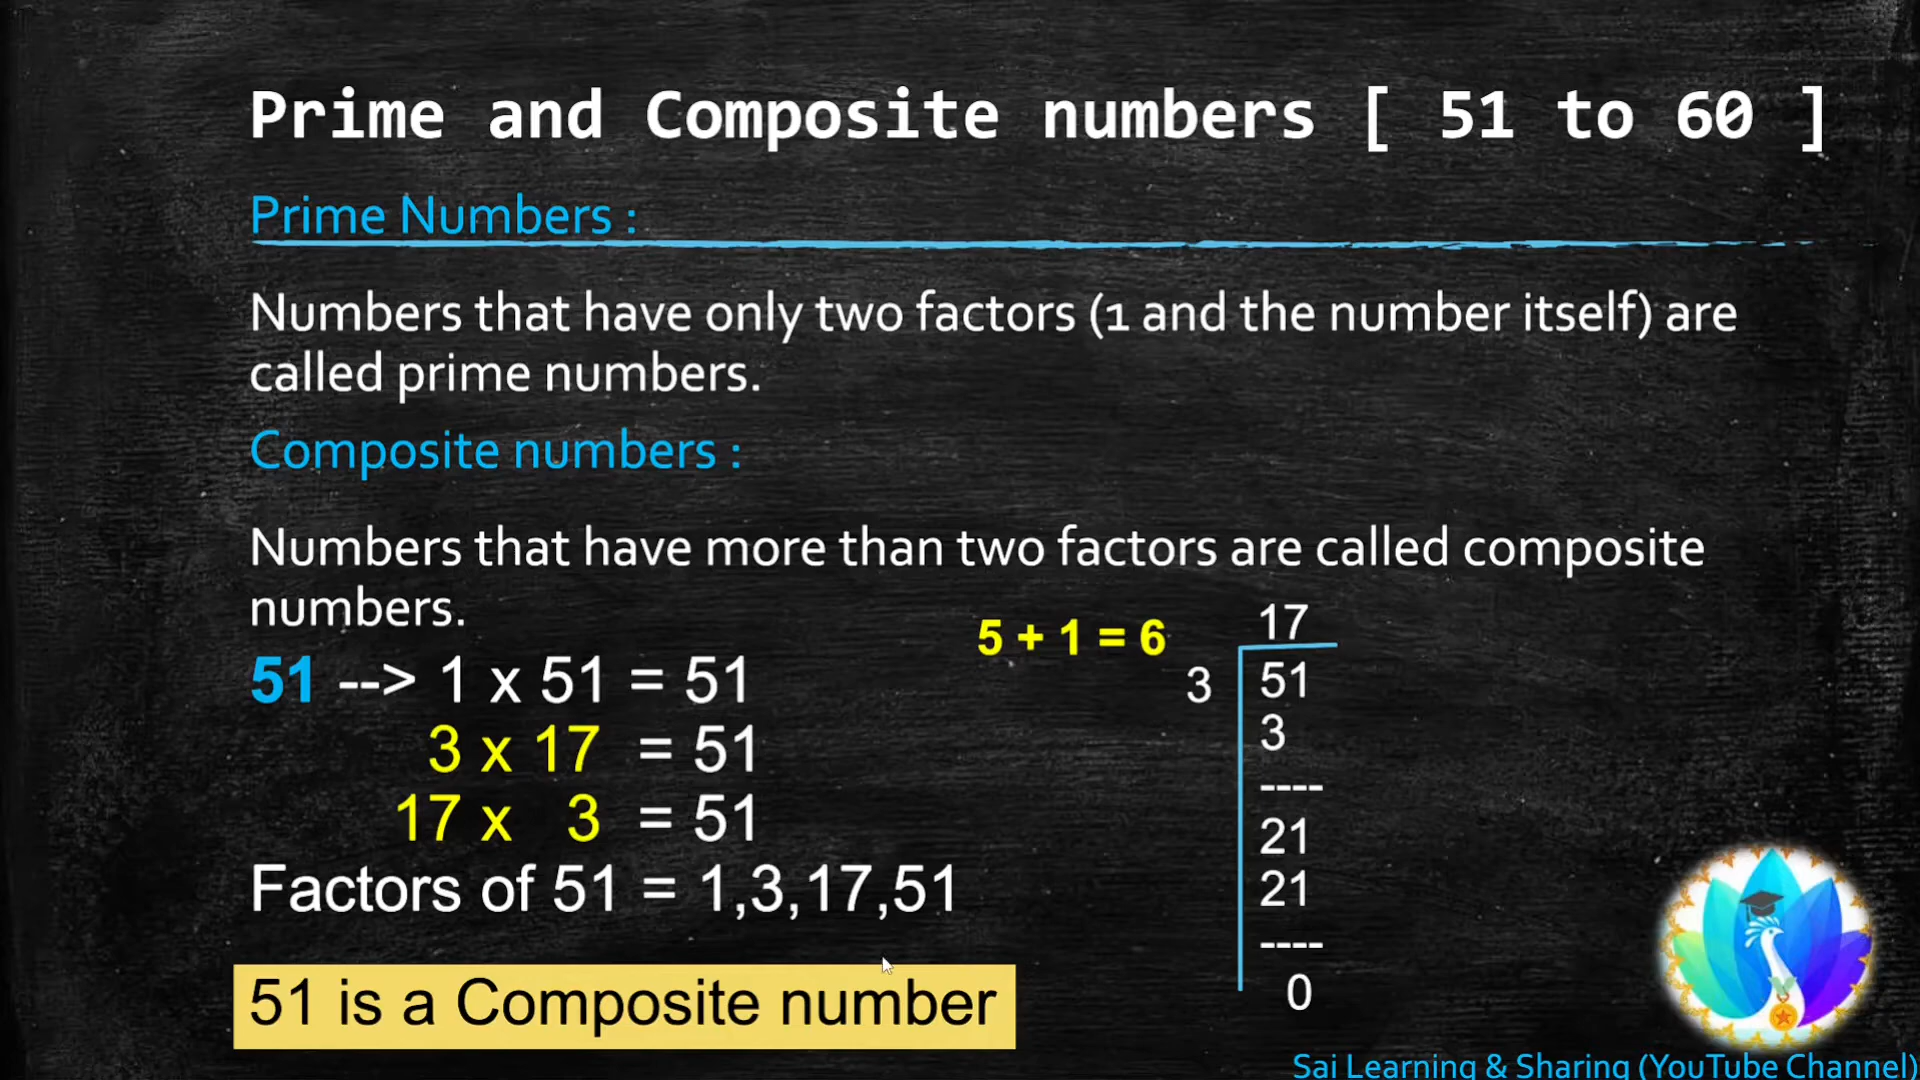 Prime and Composite numbers [ 51 to 60 ]
Prime Numbers :
Numbers that have only two factors (1 and the number itself) are
called prime numbers.
Composite numbers :
Numbers that have more than two factors are called composite
numbers.
51 --> 1 x 51 = 51
3 x 17 = 51
17 x 3 = 51
Factors of 51 = 1,3,17,51
51 is a Composite number
5 + 1 = 6
17
3 51
3
----
21
21
----
0
Sai Learning & Sharing (YouTube Channel)